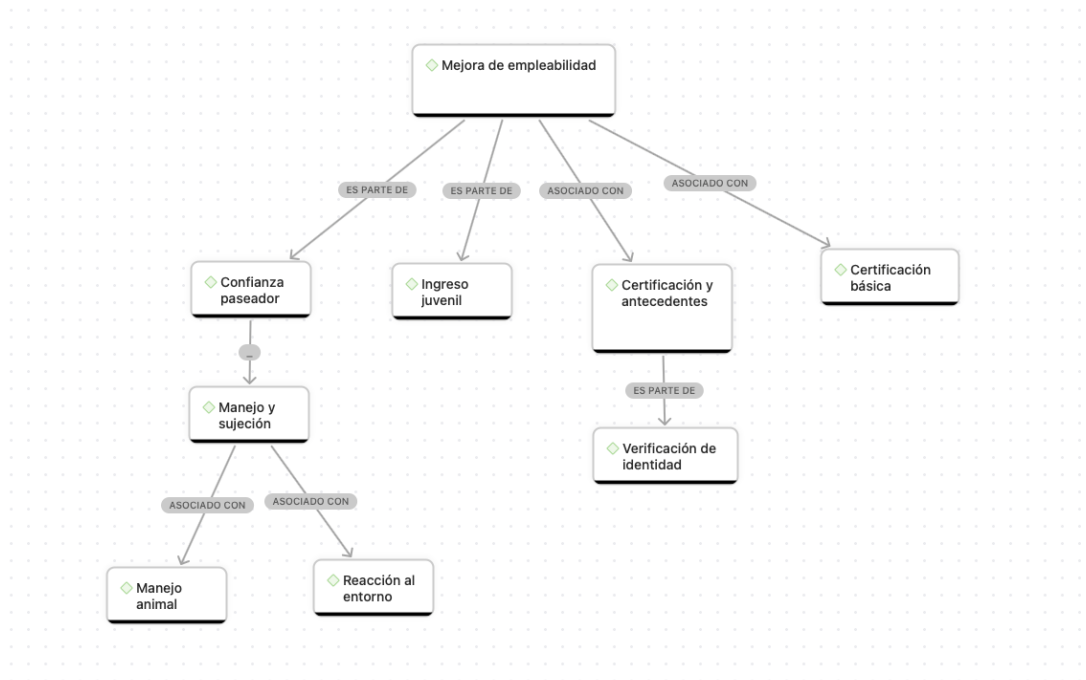 Mejora de empleabilidad
ES PARTE DE
ES PARTE DE
ASOCIADO CON
ASOCIADO CON
Confianza
paseador
Ingreso
juvenil
Certificación y
antecedentes
Certificación
básica
...
ES PARTE DE
Manejo y
sujeción
Verificación de
identidad
ASOCIADO CON
ASOCIADO CON
Manejo
animal
Reacción al
entorno